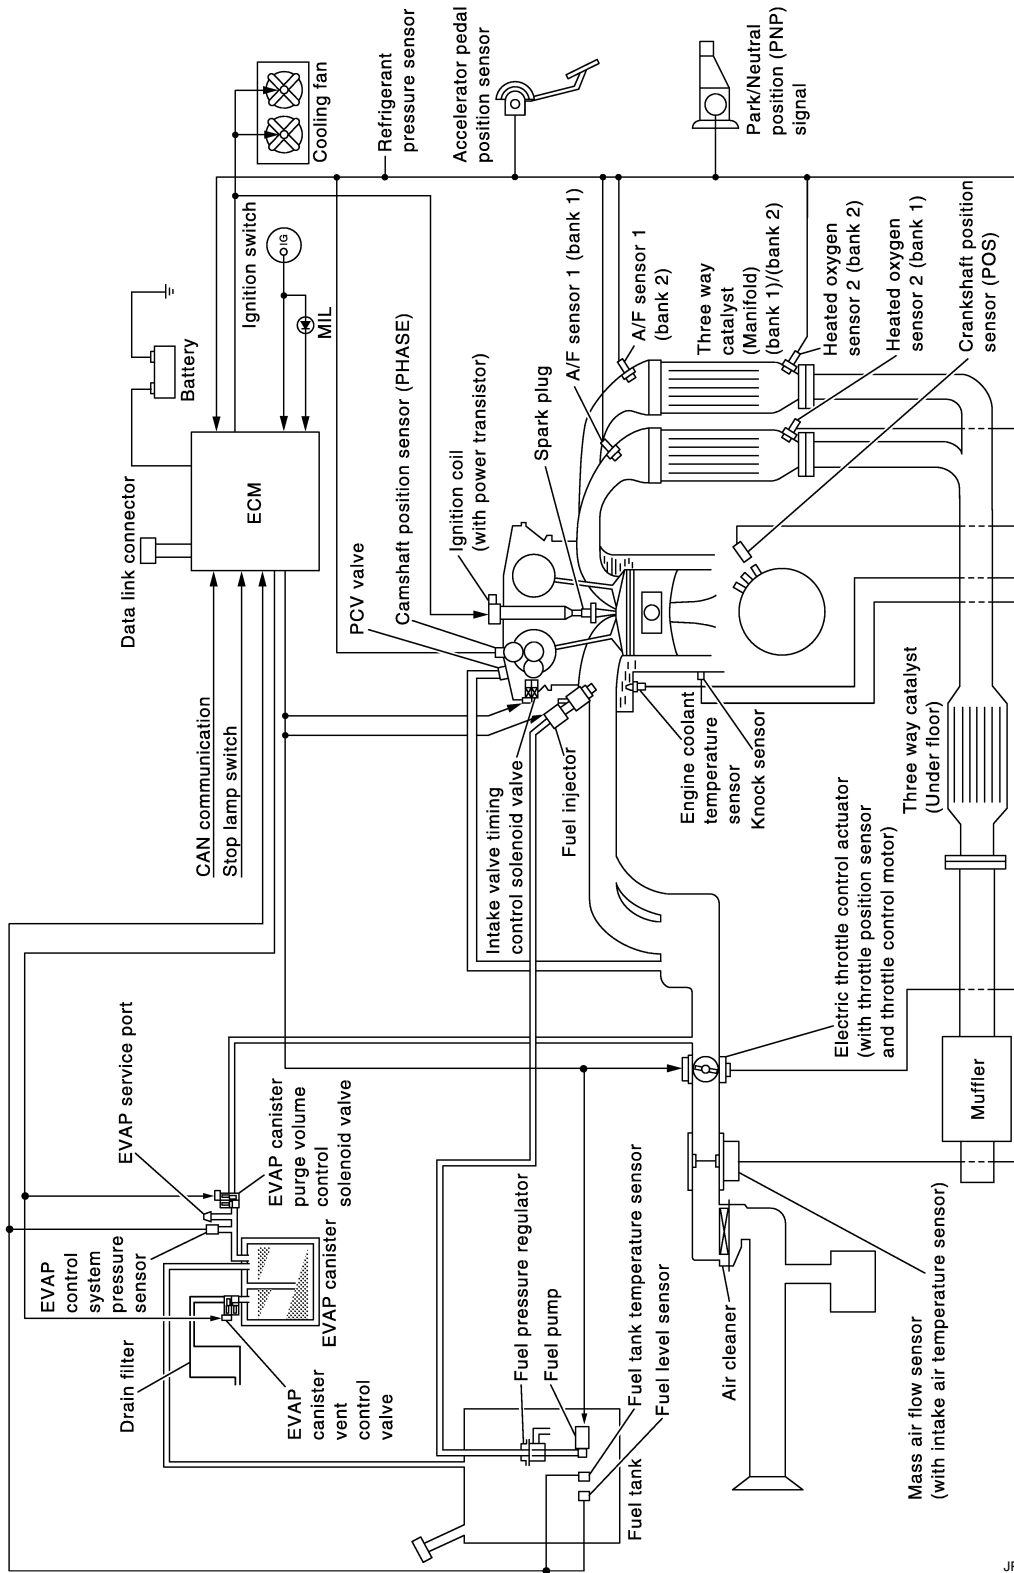 Cooling fan
Refrigerant
pressure sensor
Accelerator pedal
position sensor
Park/Neutral
position (PNP)
signal
Ignition switch
IG
MIL
Battery
Data link connector
ECM
CAN communication
Stop lamp switch
PCV valve
Camshaft position sensor (PHASE)
Ignition coil
(with power transistor)
Spark plug
A/F sensor 1 (bank 1)
A/F sensor 1
(bank 2)
Three way
catalyst
(Manifold)
(bank 1)/(bank 2)
Heated oxygen
sensor 2 (bank 2)
Heated oxygen
sensor 2 (bank 1)
Crankshaft position
sensor (POS)
Intake valve timing
control solenoid valve
Fuel injector
Engine coolant
temperature
sensor
Knock sensor
Three way catalyst
(Under floor)
Electric throttle control actuator
(with throttle position sensor
and throttle control motor)
Muffler
EVAP service port
EVAP canister
purge volume
control
solenoid valve
EVAP
control
system
pressure
sensor
EVAP canister
Drain filter
EVAP
canister
vent
control
valve
Fuel pressure regulator
Fuel pump
Fuel tank temperature sensor
Fuel level sensor
Fuel tank
Air cleaner
Mass air flow sensor
(with intake air temperature sensor)